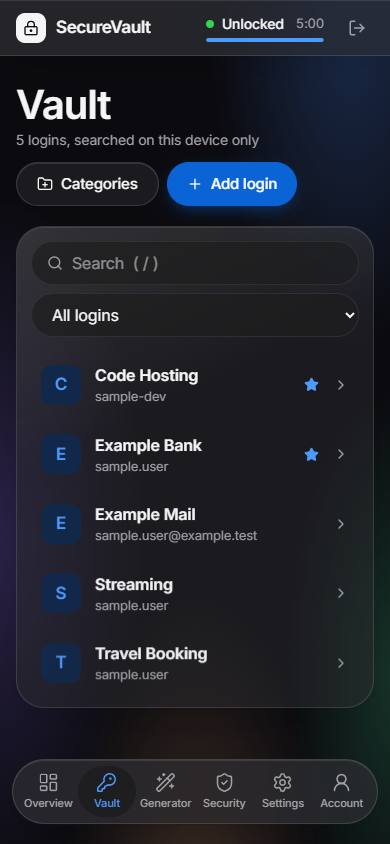 SecureVault
Unlocked 5:00
Vault
5 logins, searched on this device only
Categories
Add login
Search ( / )
All logins
C
Code Hosting
sample-dev
E
Example Bank
sample.user
E
Example Mail
sample.user@example.test
S
Streaming
sample.user
T
Travel Booking
sample.user
Overview
Vault
Generator
Security
Settings
Account